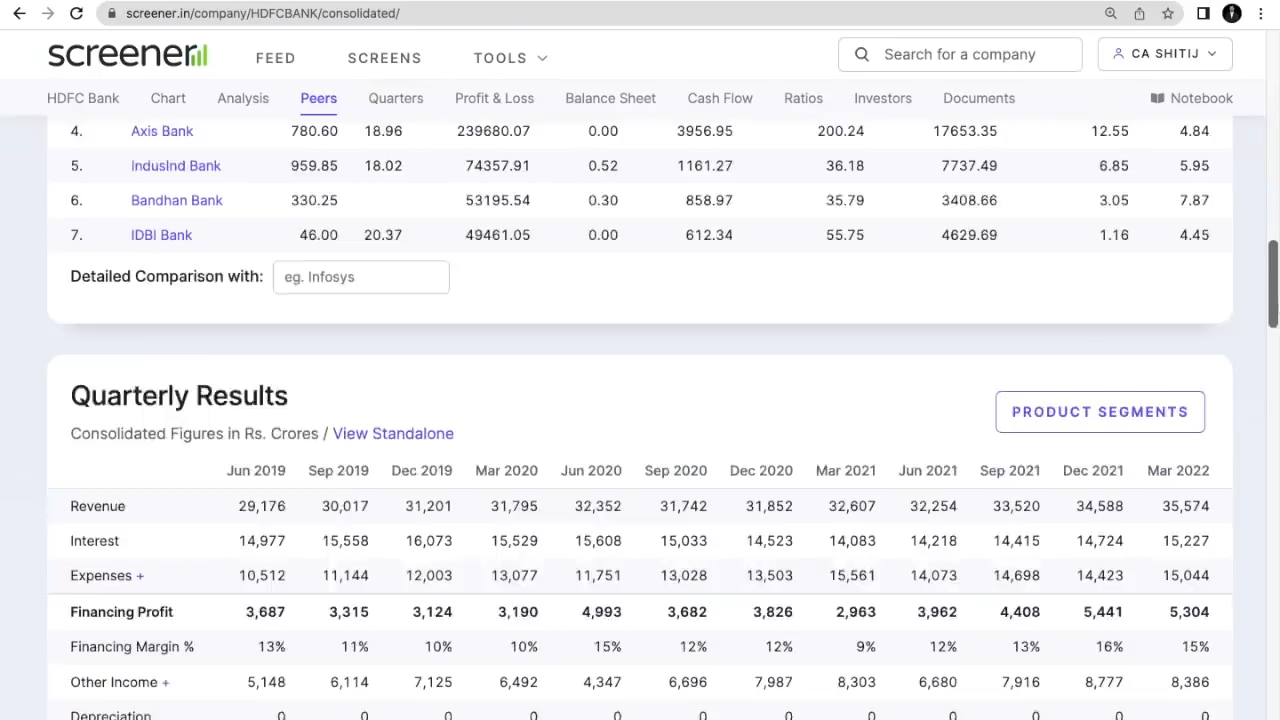 screener.in/company/HDFCBANK/consolidated/
screener
FEED SCREENS TOOLS
Search for a company
CA SHITIJ
HDFC Bank Chart Analysis Peers Quarters Profit & Loss Balance Sheet Cash Flow Ratios Investors Documents Notebook
4. Axis Bank 780.60 18.96 239680.07 0.00 3956.95 200.24 17653.35 12.55 4.84
5. IndusInd Bank 959.85 18.02 74357.91 0.52 1161.27 36.18 7737.49 6.85 5.95
6. Bandhan Bank 330.25 53195.54 0.30 858.97 35.79 3408.66 3.05 7.87
7. IDBI Bank 46.00 20.37 49461.05 0.00 612.34 55.75 4629.69 1.16 4.45
Detailed Comparison with: eg. Infosys
Quarterly Results
PRODUCT SEGMENTS
Consolidated Figures in Rs. Crores / View Standalone
Jun 2019 Sep 2019 Dec 2019 Mar 2020 Jun 2020 Sep 2020 Dec 2020 Mar 2021 Jun 2021 Sep 2021 Dec 2021 Mar 2022
Revenue 29,176 30,017 31,201 31,795 32,352 31,742 31,852 32,607 32,254 33,520 34,588 35,574
Interest 14,977 15,558 16,073 15,529 15,608 15,033 14,523 14,083 14,218 14,415 14,724 15,227
Expenses + 10,512 11,144 12,003 13,077 11,751 13,028 13,503 15,561 14,073 14,698 14,423 15,044
Financing Profit 3,687 3,315 3,124 3,190 4,993 3,682 3,826 2,963 3,962 4,408 5,441 5,304
Financing Margin % 13% 11% 10% 10% 15% 12% 12% 9% 12% 13% 16% 15%
Other Income + 5,148 6,114 7,125 6,492 4,347 6,696 7,987 8,303 6,680 7,916 8,777 8,386
Depreciation 0 0 0 0 0 0 0 0 0 0 0 0